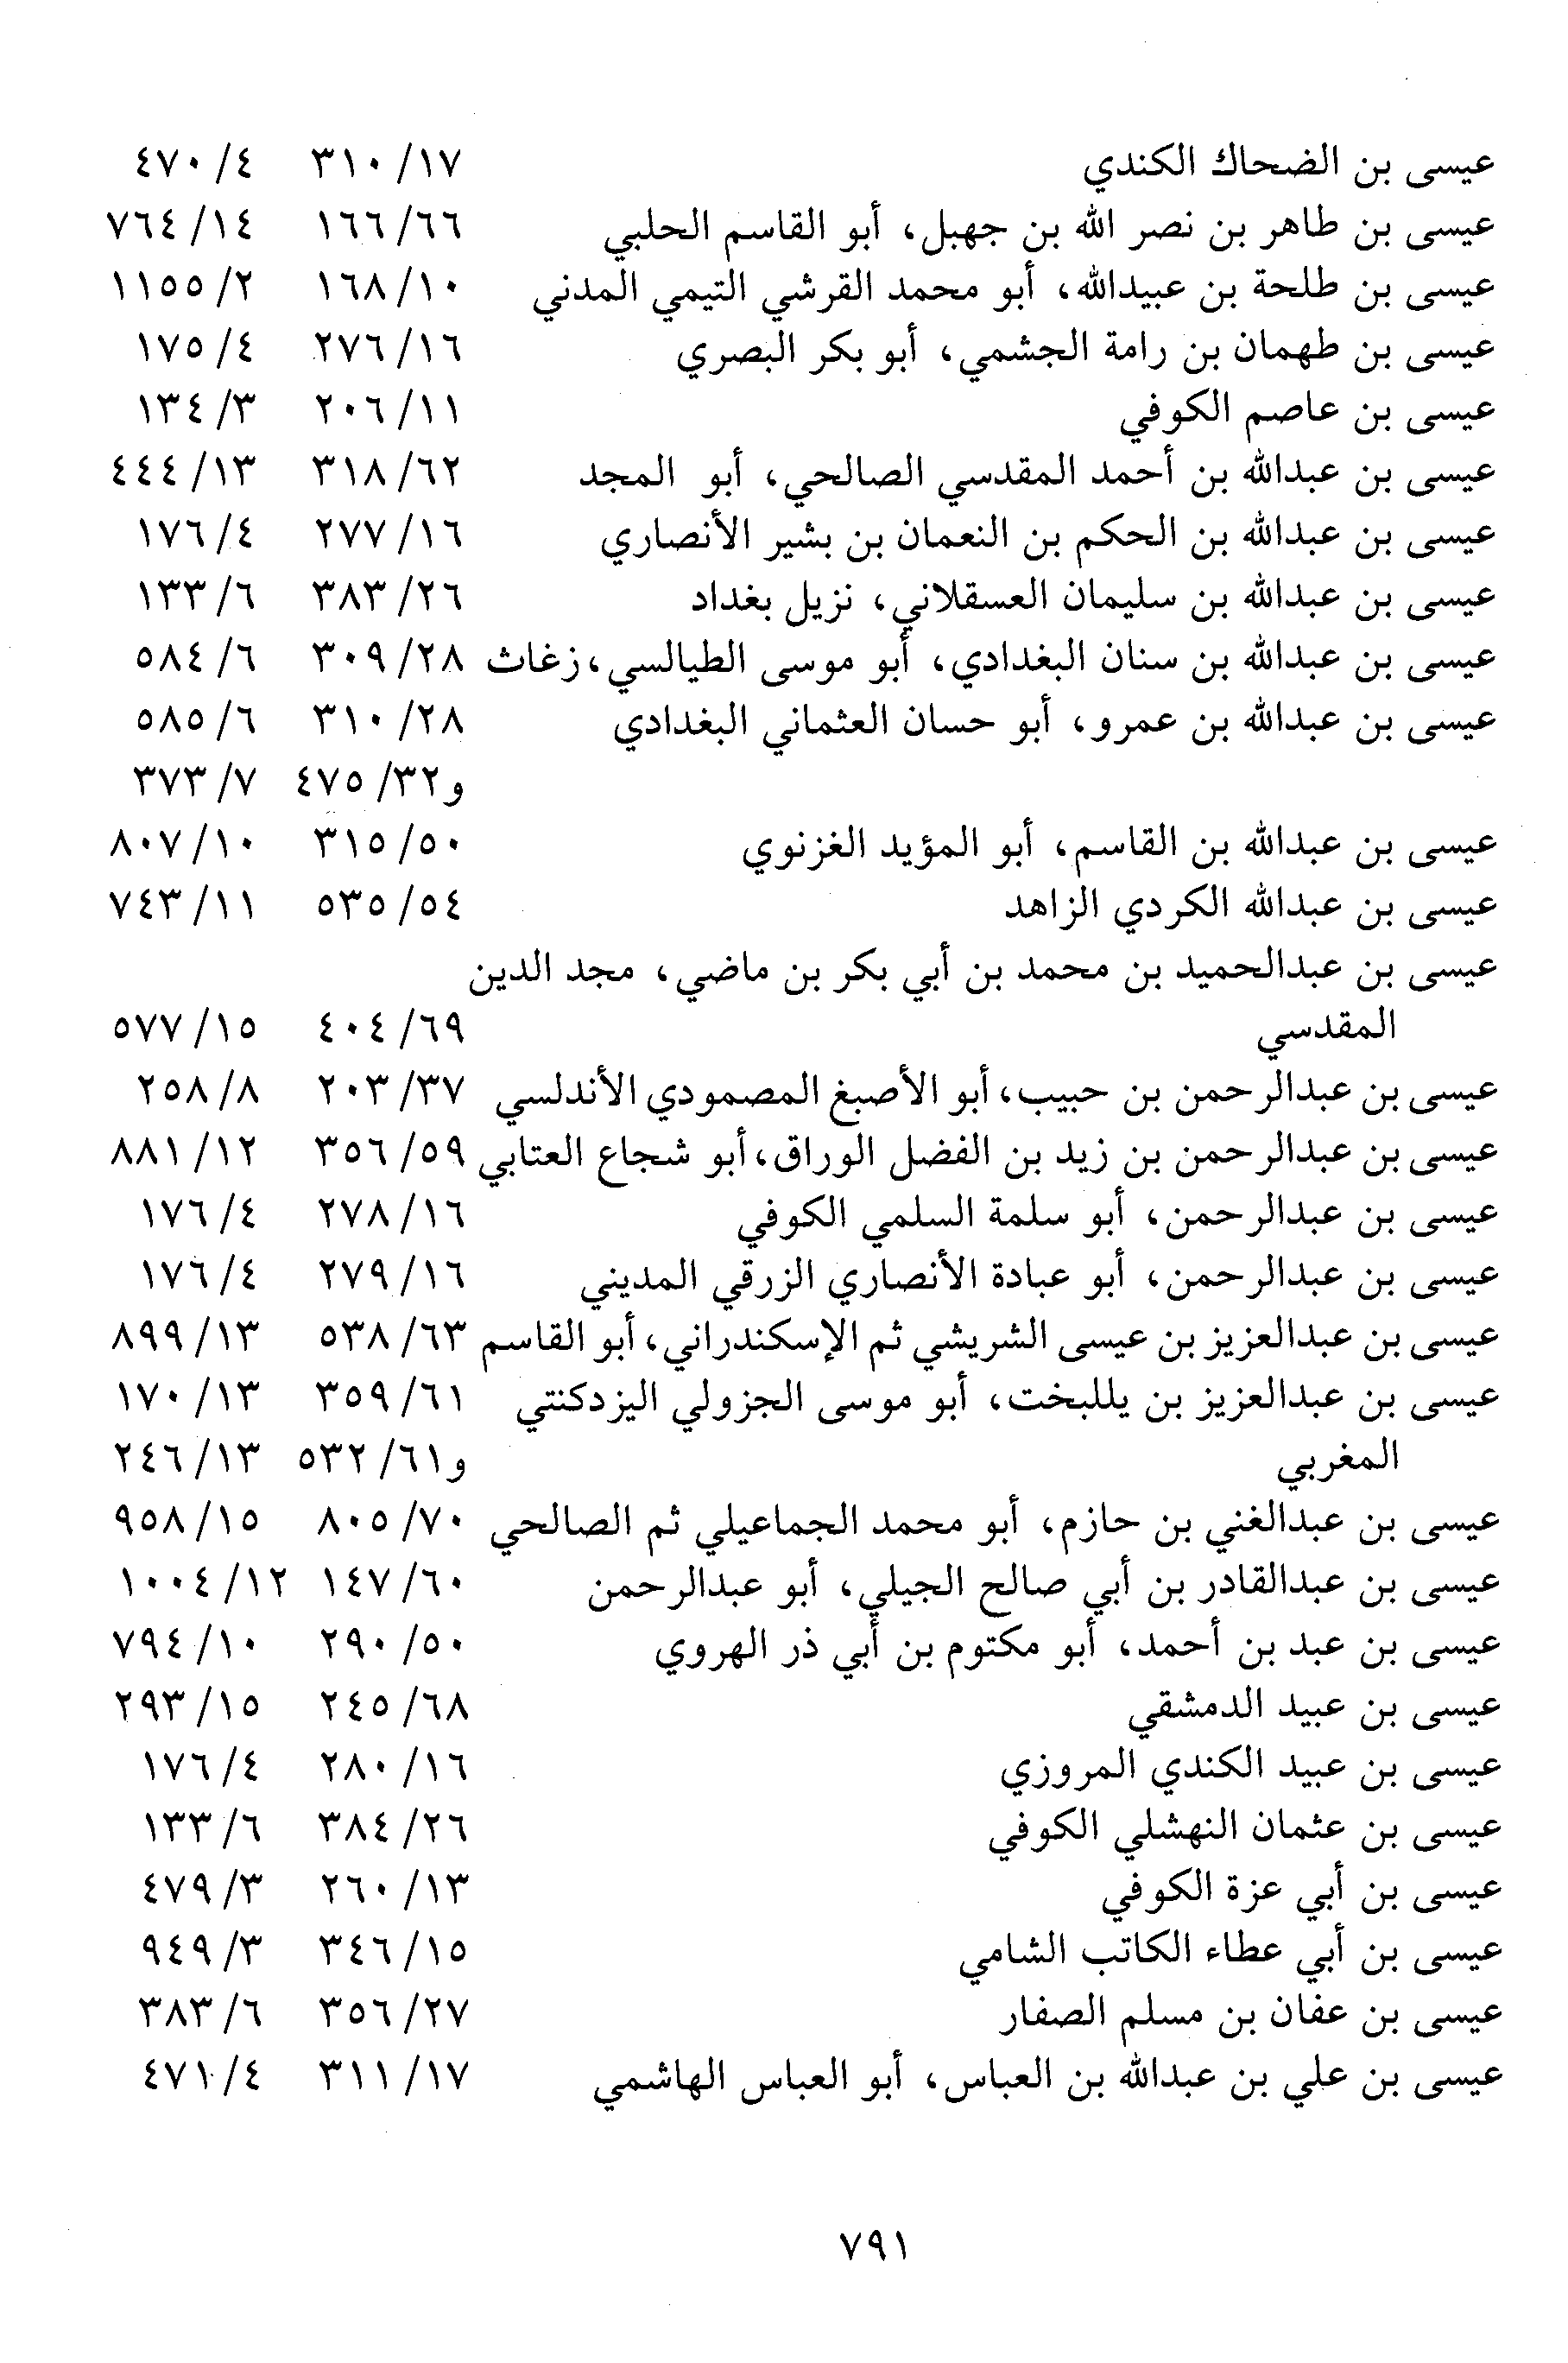 عيسى بن الضحاك الكندي ١٧/ ٣١٠ ٤/ ٤٧٠
عيسى بن طاهر بن نصر الله بن جهبل، أبو القاسم الحلبي ٦٦/ ١٦٦ ١٤/ ٧٦٤
عيسى بن طلحة بن عبيدالله، أبو محمد القرشي التيمي المدني ١٠/ ١٦٨ ٢/ ١١٥٥
عيسى بن طهمان بن رامة الجشمي، أبو بكر البصري ١٦/ ٢٧٦ ٤/ ١٧٥
عيسى بن عاصم الكوفي ١١/ ٢٠٦ ٣/ ١٣٤
عيسى بن عبدالله بن أحمد المقدسي الصالحي، أبو المجد ٦٢/ ٣١٨ ١٣/ ٤٤٤
عيسى بن عبدالله بن الحكم بن النعمان بن بشير الأنصاري ١٦/ ٢٧٧ ٤/ ١٧٦
عيسى بن عبدالله بن سليمان العسقلاني، نزيل بغداد ٢٦/ ٣٨٣ ٦/ ١٣٣
عيسى بن عبدالله بن سنان البغدادي، أبو موسى الطيالسي، زغاث ٢٨/ ٣٠٩ ٦/ ٥٨٤
عيسى بن عبدالله بن عمرو، أبو حسان العثماني البغدادي ٢٨/ ٣١٠ ٦/ ٥٨٥
و٣٢/ ٤٧٥ ٧/ ٣٧٣
عيسى بن عبدالله بن القاسم، أبو المؤيد الغزنوي ٥٠/ ٣١٥ ١٠/ ٨٠٧
عيسى بن عبدالله الكردي الزاهد ٥٤/ ٥٣٥ ١١/ ٧٤٣
عيسى بن عبدالحميد بن محمد بن أبي بكر بن ماضي، مجد الدين
المقدسي ٦٩/ ٤٠٤ ١٥/ ٥٧٧
عيسى بن عبدالرحمن بن حبيب، أبو الأصبغ المصمودي الأندلسي ٣٧/ ٢٠٣ ٨/ ٢٥٨
عيسى بن عبدالرحمن بن زيد بن الفضل الوراق، أبو شجاع العتابي ٥٩/ ٣٥٦ ١٢/ ٨٨١
عيسى بن عبدالرحمن، أبو سلمة السلمي الكوفي ١٦/ ٢٧٨ ٤/ ١٧٦
عيسى بن عبدالرحمن، أبو عبادة الأنصاري الزرقي المديني ١٦/ ٢٧٩ ٤/ ١٧٦
عيسى بن عبدالعزيز بن عيسى الشريشي ثم الإسكندراني، أبو القاسم ٦٣/ ٥٣٨ ١٣/ ٨٩٩
عيسى بن عبدالعزيز بن يللبخت، أبو موسى الجزولي اليزدكنتي ٦١/ ٣٥٩ ١٣/ ١٧٠
المغربي و٦١/ ٥٣٢ ١٣/ ٢٤٦
عيسى بن عبدالغني بن حازم، أبو محمد الجماعيلي ثم الصالحي ٧٠/ ٨٠٥ ١٥/ ٩٥٨
عيسى بن عبدالقادر بن أبي صالح الجيلي، أبو عبدالرحمن ٦٠/ ١٤٧ ١٢/ ١٠٠٤
عيسى بن عبد بن أحمد، أبو مكتوم بن أبي ذر الهروي ٥٠/ ٢٩٠ ١٠/ ٧٩٤
عيسى بن عبيد الدمشقي ٦٨/ ٢٤٥ ١٥/ ٢٩٣
عيسى بن عبيد الكندي المروزي ١٦/ ٢٨٠ ٤/ ١٧٦
عيسى بن عثمان النهشلي الكوفي ٢٦/ ٣٨٤ ٦/ ١٣٣
عيسى بن أبي عزة الكوفي ١٣/ ٢٦٠ ٣/ ٤٧٩
عيسى بن أبي عطاء الكاتب الشامي ١٥/ ٣٤٦ ٣/ ٩٤٩
عيسى بن عفان بن مسلم الصفار ٢٧/ ٣٥٦ ٦/ ٣٨٣
عيسى بن علي بن عبدالله بن العباس، أبو العباس الهاشمي ١٧/ ٣١١ ٤/ ٤٧١
٧٩١